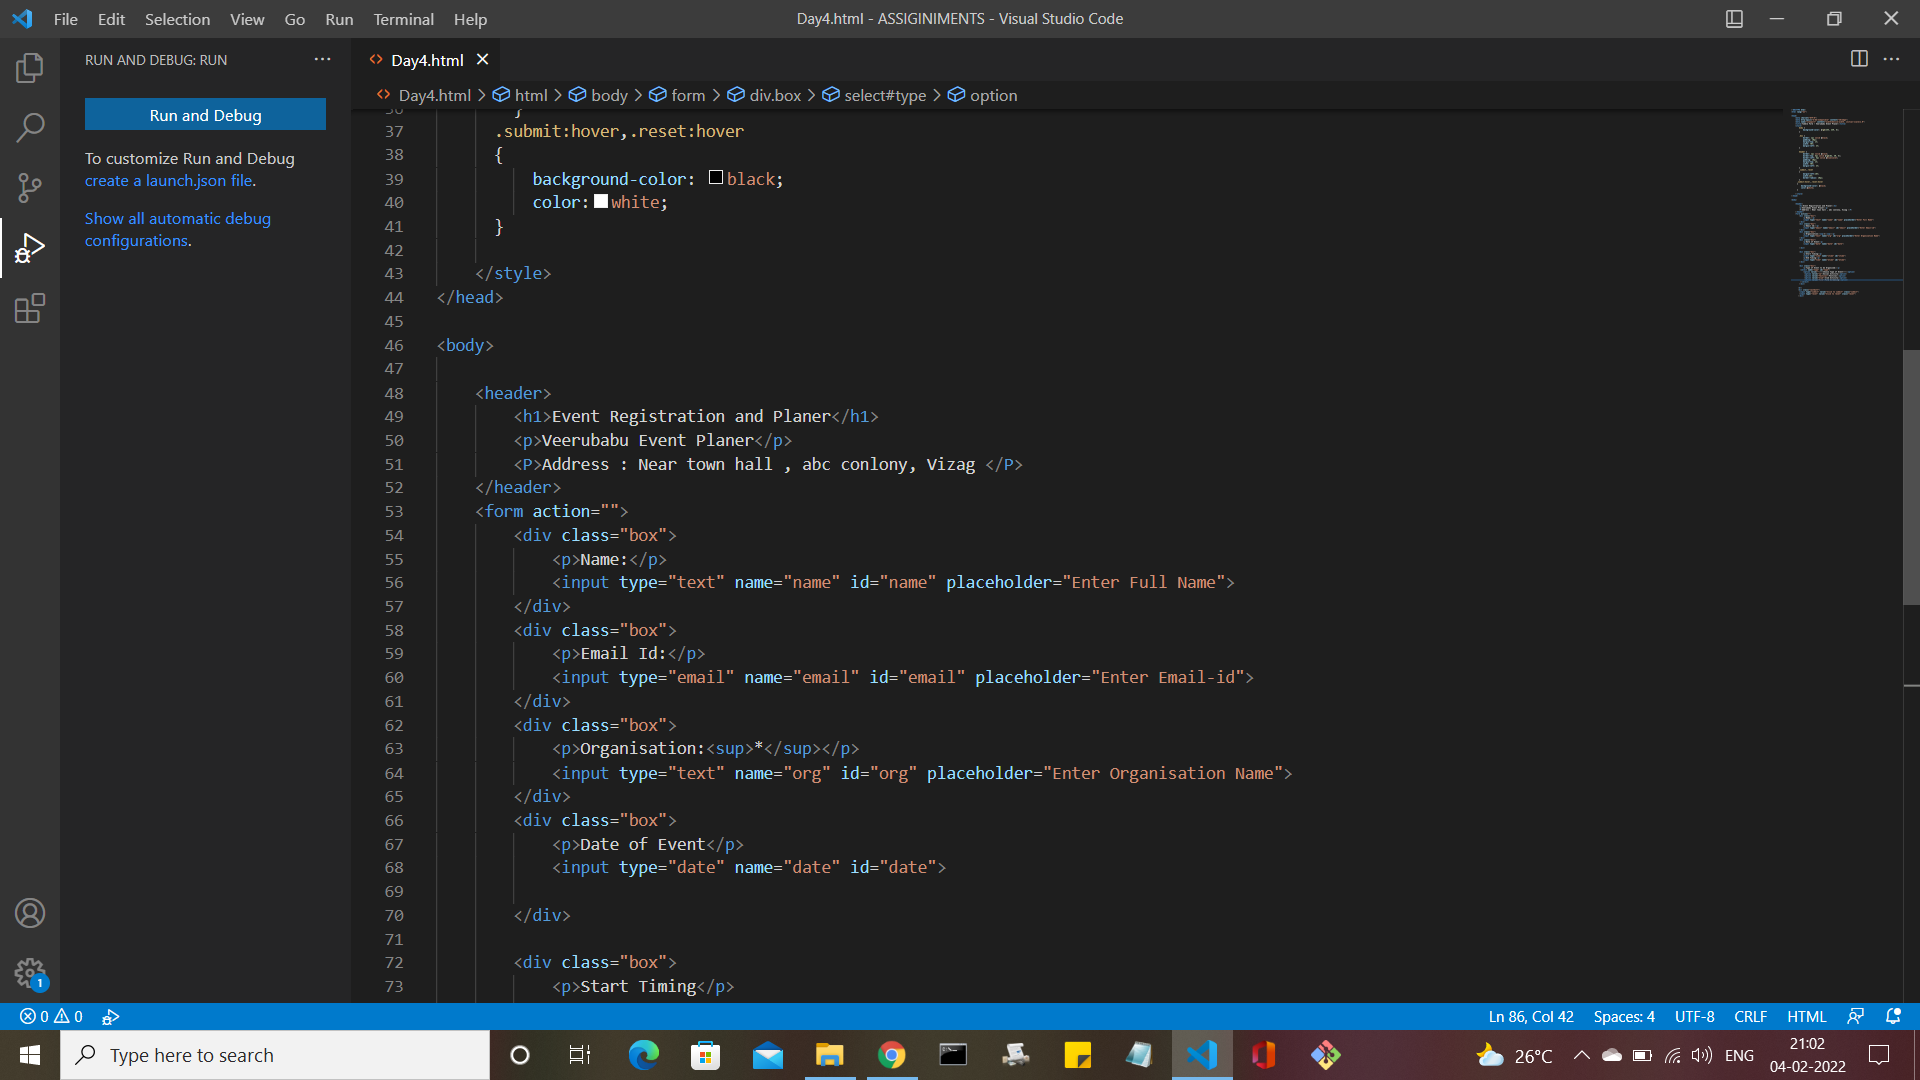 File Edit Selection View Go Run Terminal Help
Day4.html - ASSIGINIMENTS - Visual Studio Code
RUN AND DEBUG: RUN
Run and Debug
To customize Run and Debug
create a launch.json file.
Show all automatic debug
configurations.
Day4.html
Day4.html > html > body > form > div.box > select#type > option
36 }
37 .submit:hover,.reset:hover
38 {
39 background-color: black;
40 color: white;
41 }
42
43 </style>
44 </head>
45
46 <body>
47
48 <header>
49 <h1>Event Registration and Planer</h1>
50 <p>Veerubabu Event Planer</p>
51 <P>Address : Near town hall , abc conlony, Vizag </P>
52 </header>
53 <form action="">
54 <div class="box">
55 <p>Name:</p>
56 <input type="text" name="name" id="name" placeholder="Enter Full Name">
57 </div>
58 <div class="box">
59 <p>Email Id:</p>
60 <input type="email" name="email" id="email" placeholder="Enter Email-id">
61 </div>
62 <div class="box">
63 <p>Organisation:<sup>*</sup></p>
64 <input type="text" name="org" id="org" placeholder="Enter Organisation Name">
65 </div>
66 <div class="box">
67 <p>Date of Event</p>
68 <input type="date" name="date" id="date">
69
70 </div>
71
72 <div class="box">
73 <p>Start Timing</p>
1
0 0
Ln 86, Col 42 Spaces: 4 UTF-8 CRLF HTML
Type here to search
26°C ENG
21:02
04-02-2022